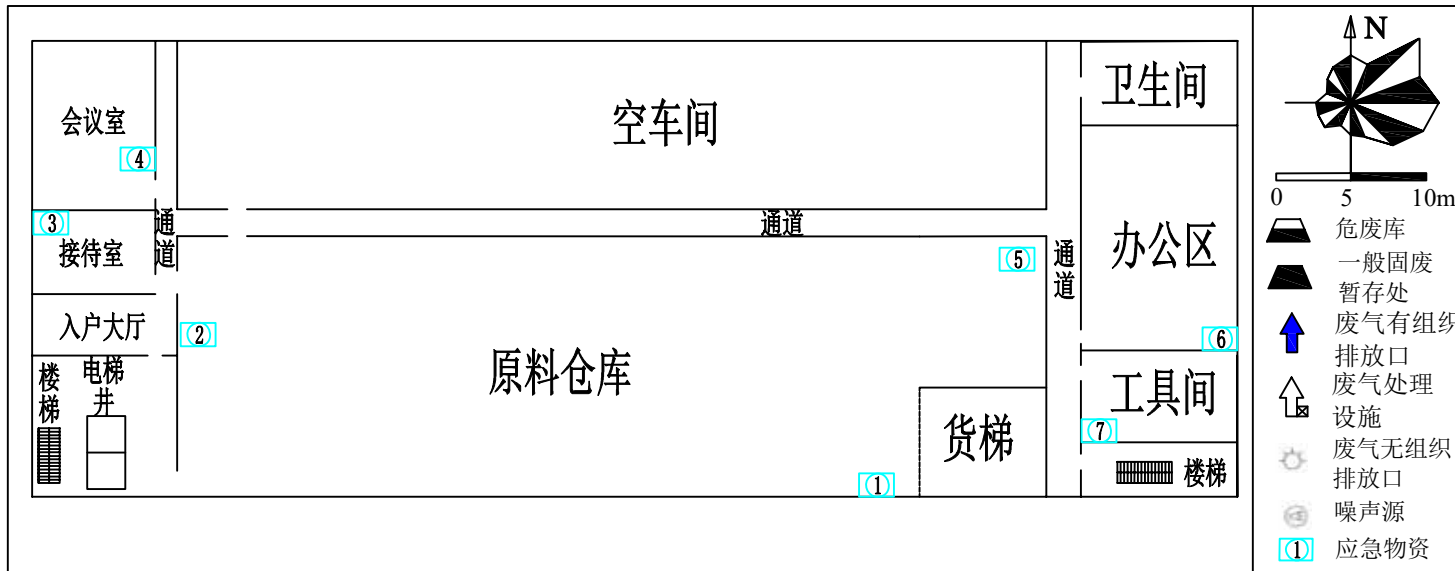 会议室
④
③
接待室
入户大厅
楼梯
电梯井
通道
②
空车间
通道
原料仓库
⑤
①
货梯
通道
卫生间
办公区
⑥
工具间
⑦
楼梯
N
0 5 10m
危废库
一般固废
暂存处
废气有组织
排放口
废气处理
设施
废气无组织
排放口
噪声源
① 应急物资